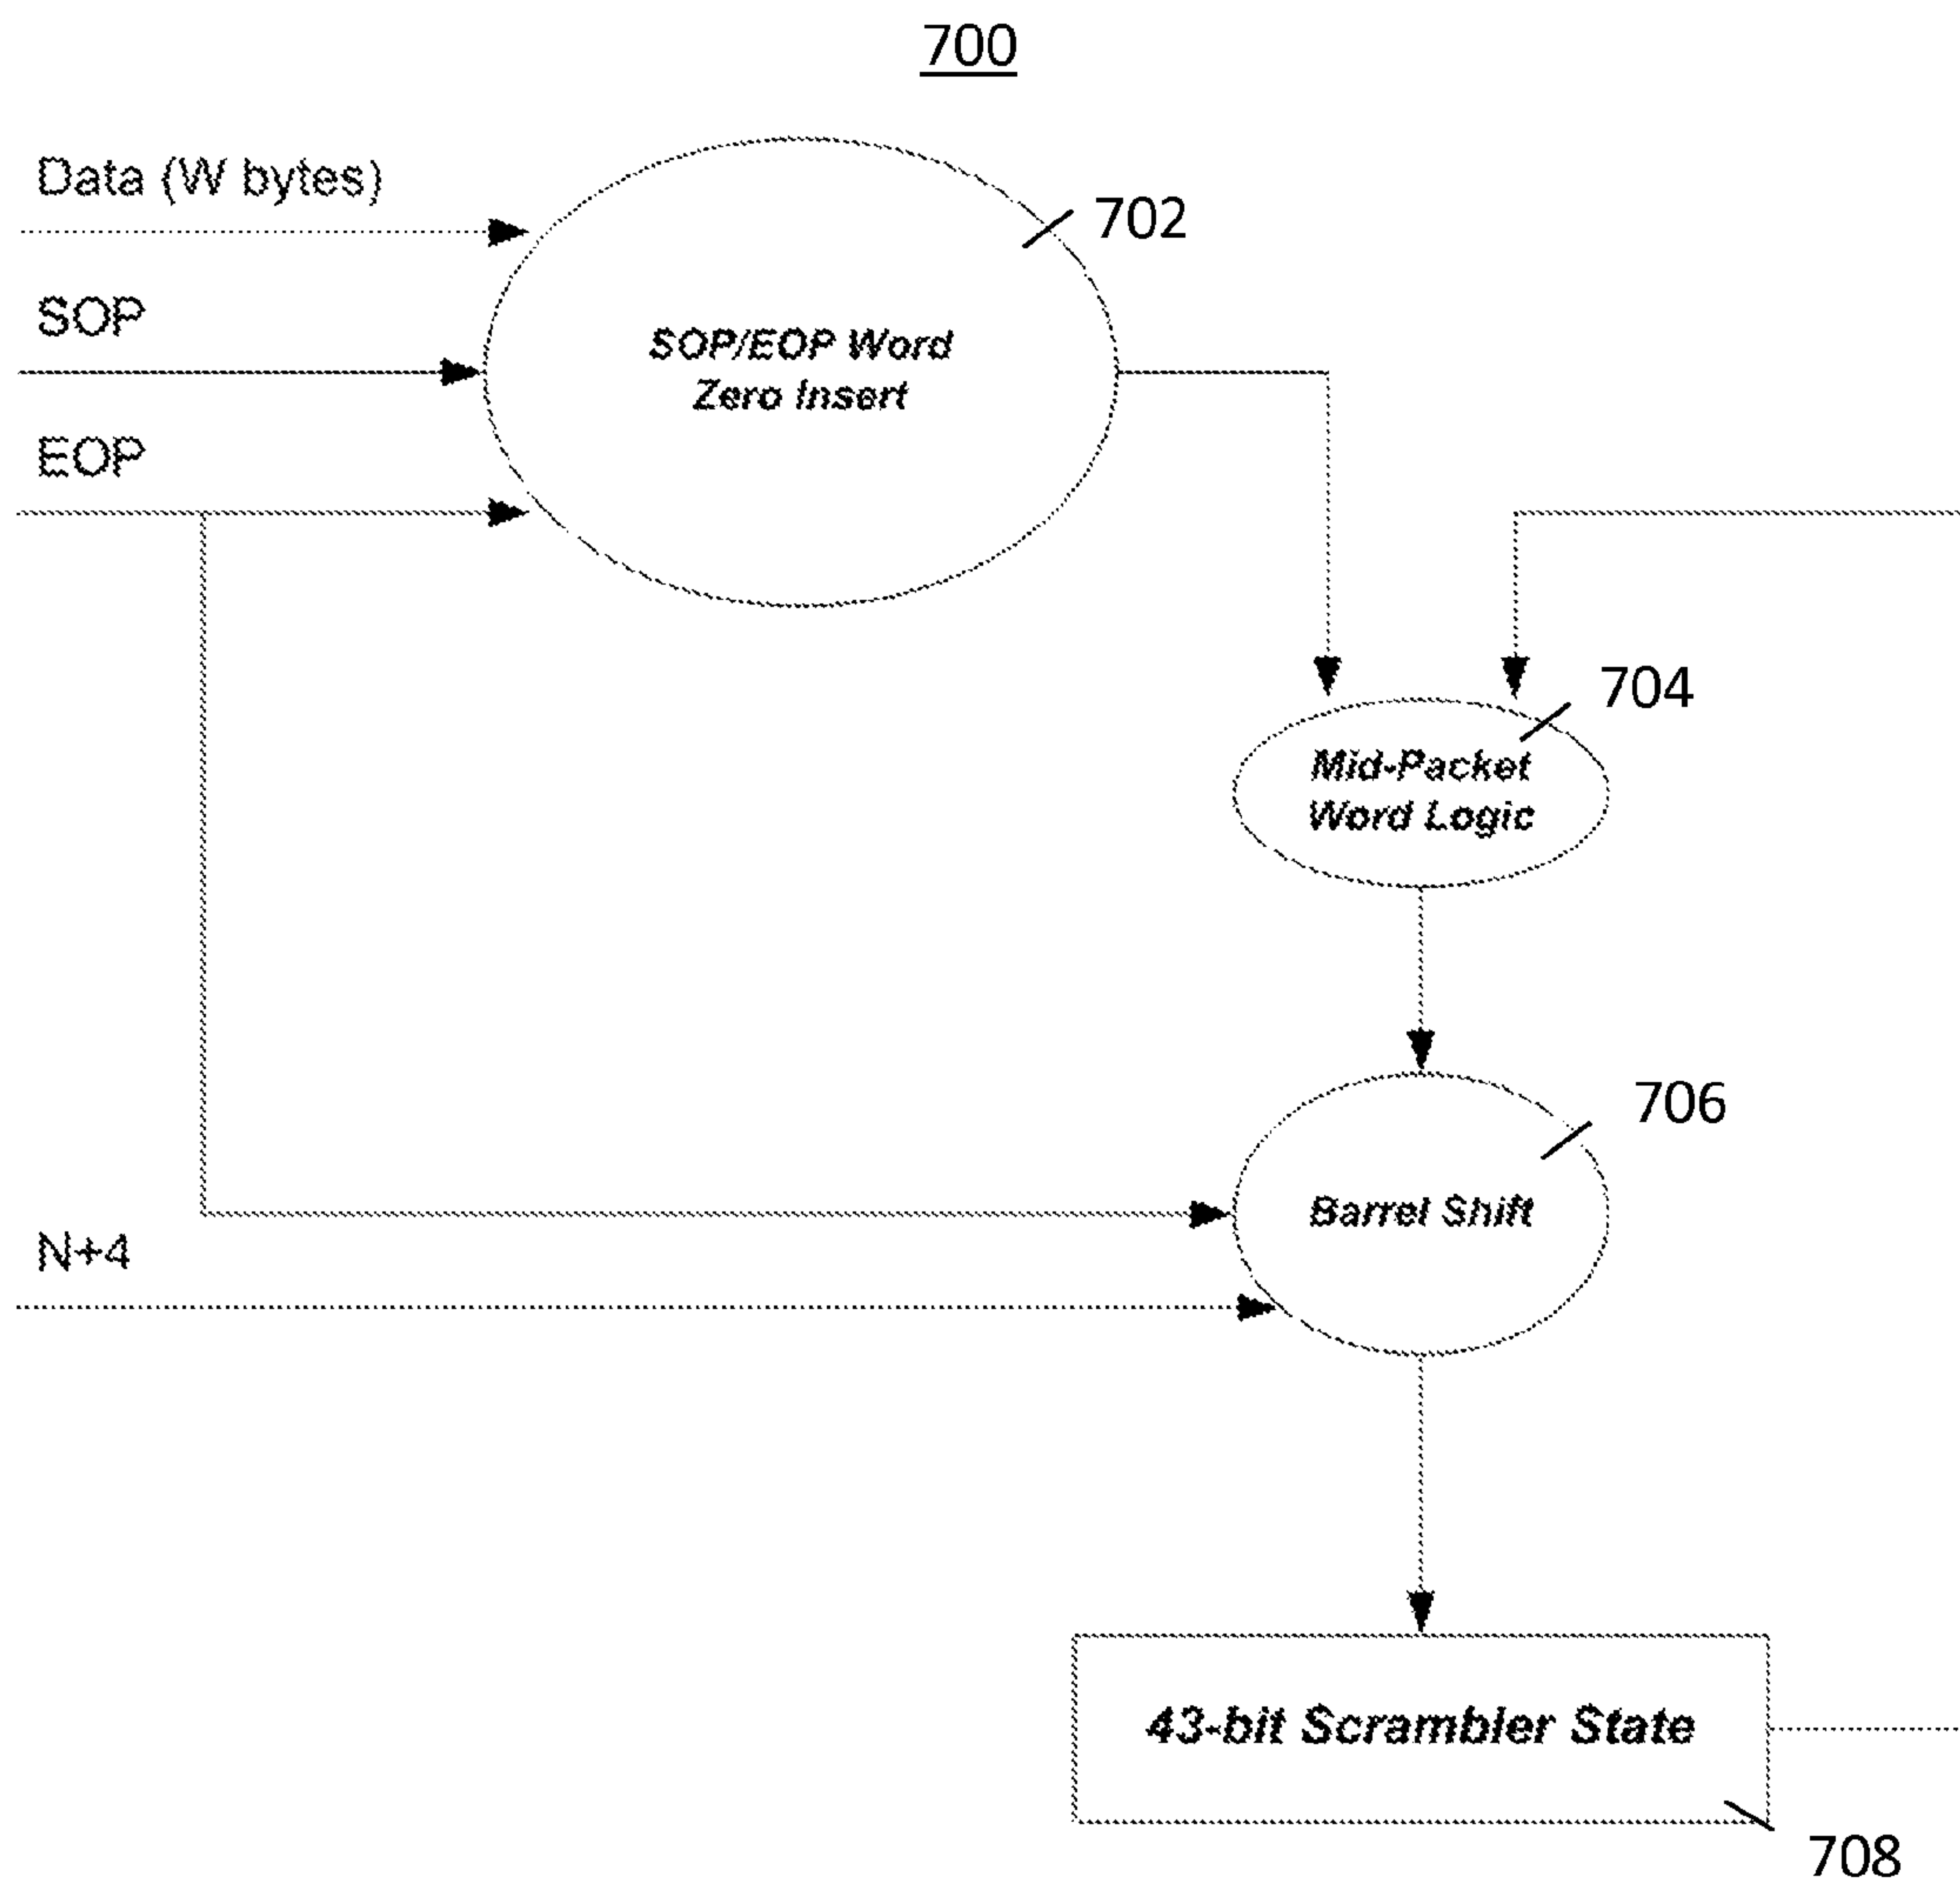 700
Data (W bytes)
702
SOP
SOP/EOP Word
Zero Insert
EOP
704
Mid-Packet
Word Logic
706
Barrel Shift
N+4
43-bit Scrambler State
708